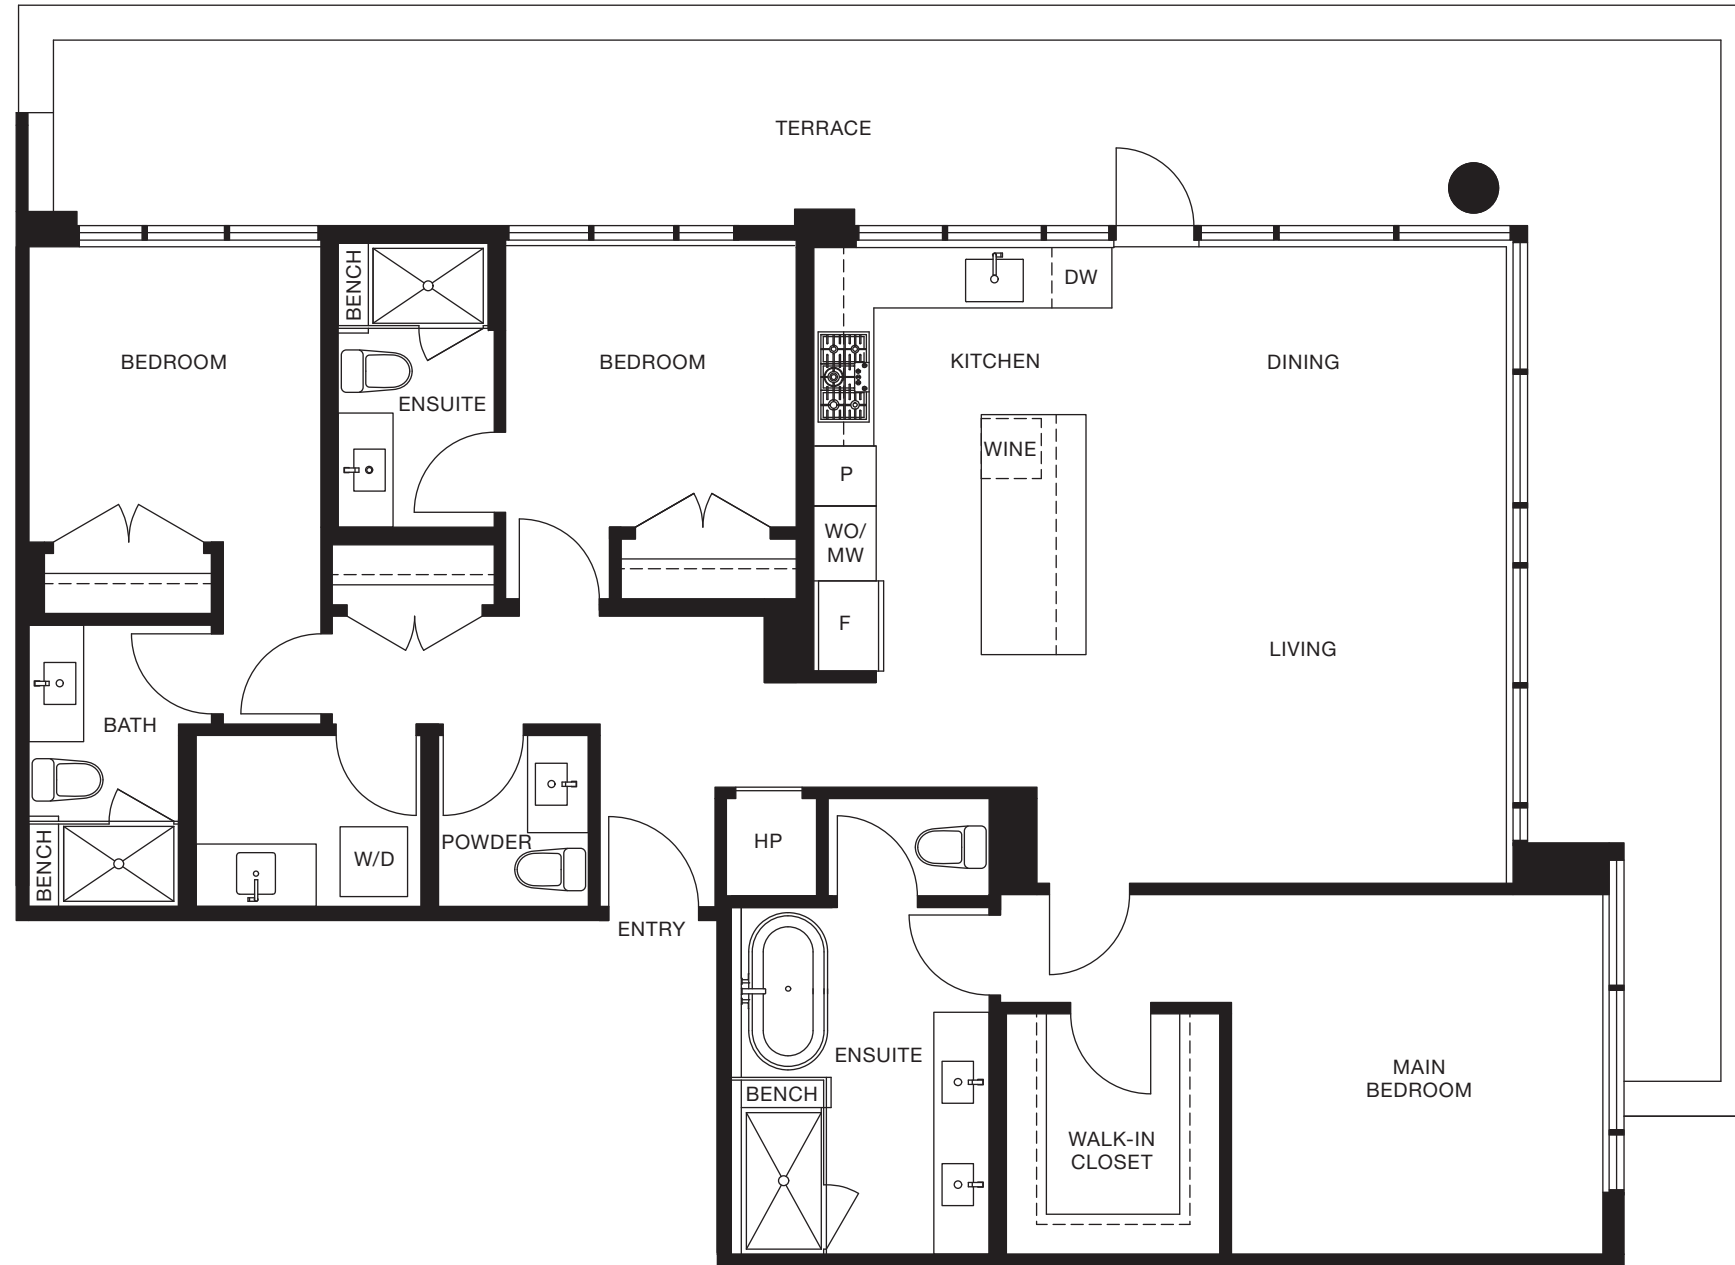 TERRACE
BENCH
DW
BEDROOM
BEDROOM
KITCHEN
DINING
ENSUITE
WINE
P
WO/
MW
F
LIVING
BATH
POWDER
HP
W/D
BENCH
ENTRY
ENSUITE
MAIN
BEDROOM
BENCH
WALK-IN
CLOSET